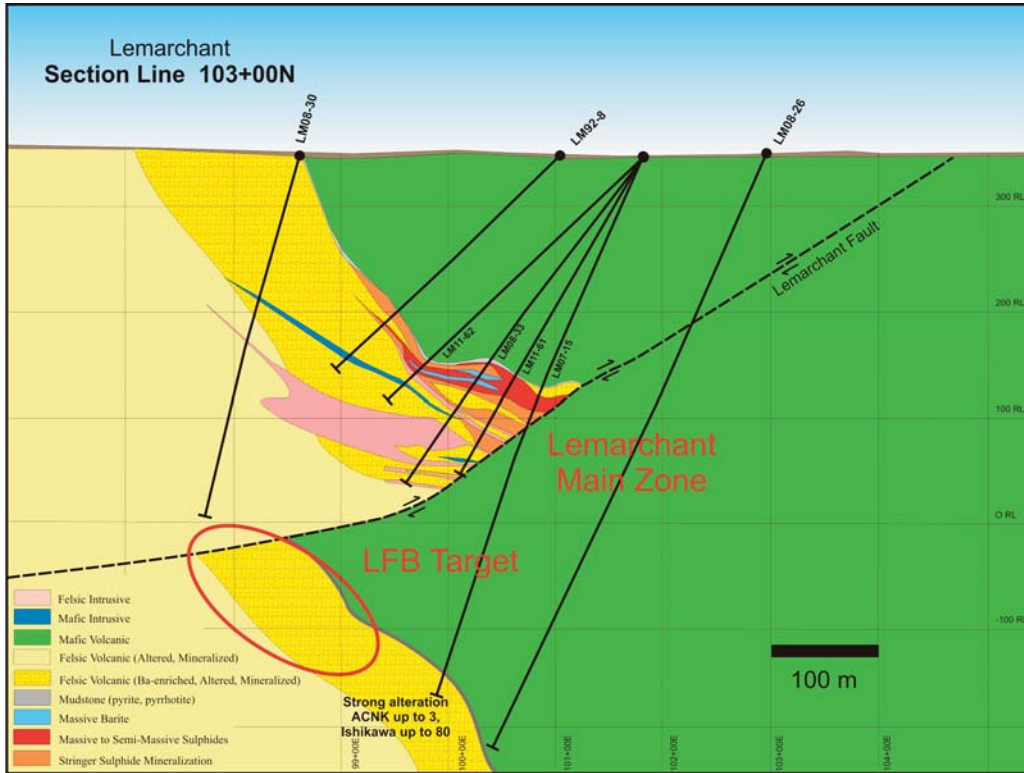 Lemarchant
Section Line 103+00N
LM08-30
LM92-8
LM08-26
300 RL
Lemarchant Fault
200 RL
LM11-62
LM08-33
LM11-61
LM07-15
100 RL
Lemarchant
Main Zone
O RL
LFB Target
-100 RL
Felsic Intrusive
Mafic Intrusive
Mafic Volcanic
Felsic Volcanic (Altered, Mineralized)
Felsic Volcanic (Ba-enriched, Altered, Mineralized)
Mudstone (pyrite, pyrrhotite)
Massive Barite
Massive to Semi-Massive Sulphides
Stringer Sulphide Mineralization
100 m
Strong alteration
ACNK up to 3,
Ishikawa up to 80
99+00E
100+00E
101+00E
102+00E
103+00E
104+00E